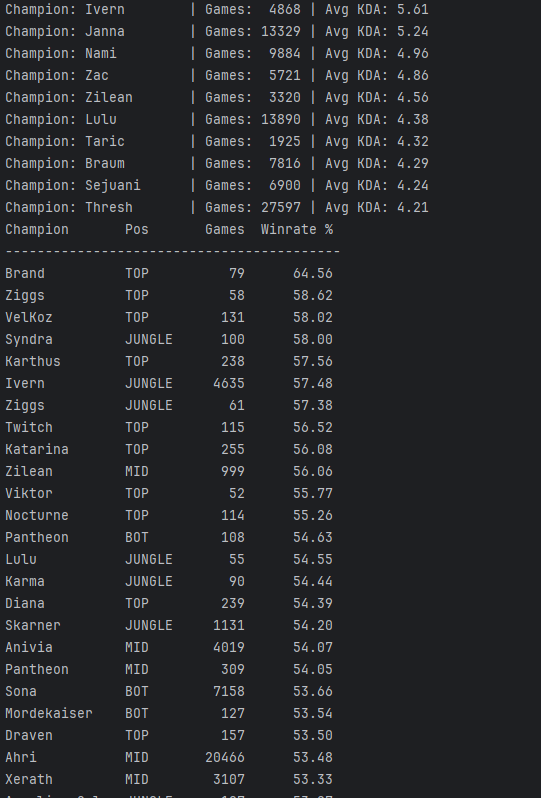 Champion: Ivern        | Games:  4868 | Avg KDA: 5.61
Champion: Janna        | Games: 13329 | Avg KDA: 5.24
Champion: Nami         | Games:  9884 | Avg KDA: 4.96
Champion: Zac          | Games:  5721 | Avg KDA: 4.86
Champion: Zilean       | Games:  3320 | Avg KDA: 4.56
Champion: Lulu         | Games: 13890 | Avg KDA: 4.38
Champion: Taric        | Games:  1925 | Avg KDA: 4.32
Champion: Braum        | Games:  7816 | Avg KDA: 4.29
Champion: Sejuani      | Games:  6900 | Avg KDA: 4.24
Champion: Thresh       | Games: 27597 | Avg KDA: 4.21
Champion       Pos       Games  Winrate %
------------------------------------------
Brand          TOP          79      64.56
Ziggs          TOP          58      58.62
VelKoz         TOP         131      58.02
Syndra         JUNGLE      100      58.00
Karthus        TOP         238      57.56
Ivern          JUNGLE     4635      57.48
Ziggs          JUNGLE       61      57.38
Twitch         TOP         115      56.52
Katarina       TOP         255      56.08
Zilean         MID         999      56.06
Viktor         TOP          52      55.77
Nocturne       TOP         114      55.26
Pantheon       BOT         108      54.63
Lulu           JUNGLE       55      54.55
Karma          JUNGLE       90      54.44
Diana          TOP         239      54.39
Skarner        JUNGLE     1131      54.20
Anivia         MID        4019      54.07
Pantheon       MID         309      54.05
Sona           BOT        7158      53.66
Mordekaiser    BOT         127      53.54
Draven         TOP         157      53.50
Ahri           MID       20466      53.48
Xerath         MID        3107      53.33